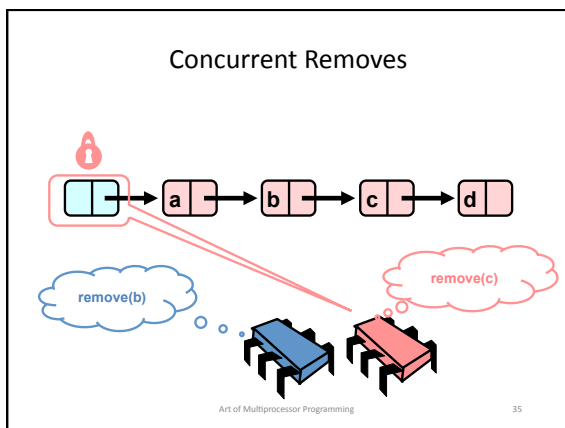 Concurrent Removes
a b c d
remove(b)
remove(c)
Art of Multiprocessor Programming
35